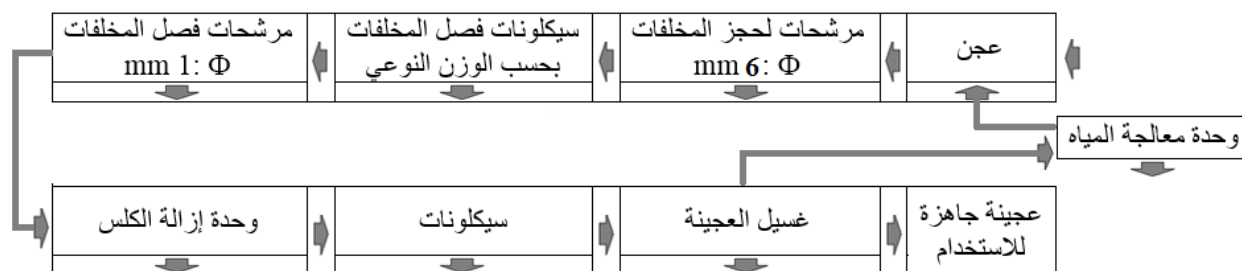 عجن
مرشحات لحجز المخلفات
mm 6: Φ
سيكلونات فصل المخلفات
بحسب الوزن النوعي
مرشحات فصل المخلفات
mm 1: Φ
وحدة معالجة المياه
وحدة إزالة الكلس
سيكلونات
غسيل العجينة
عجينة جاهزة
للاستخدام